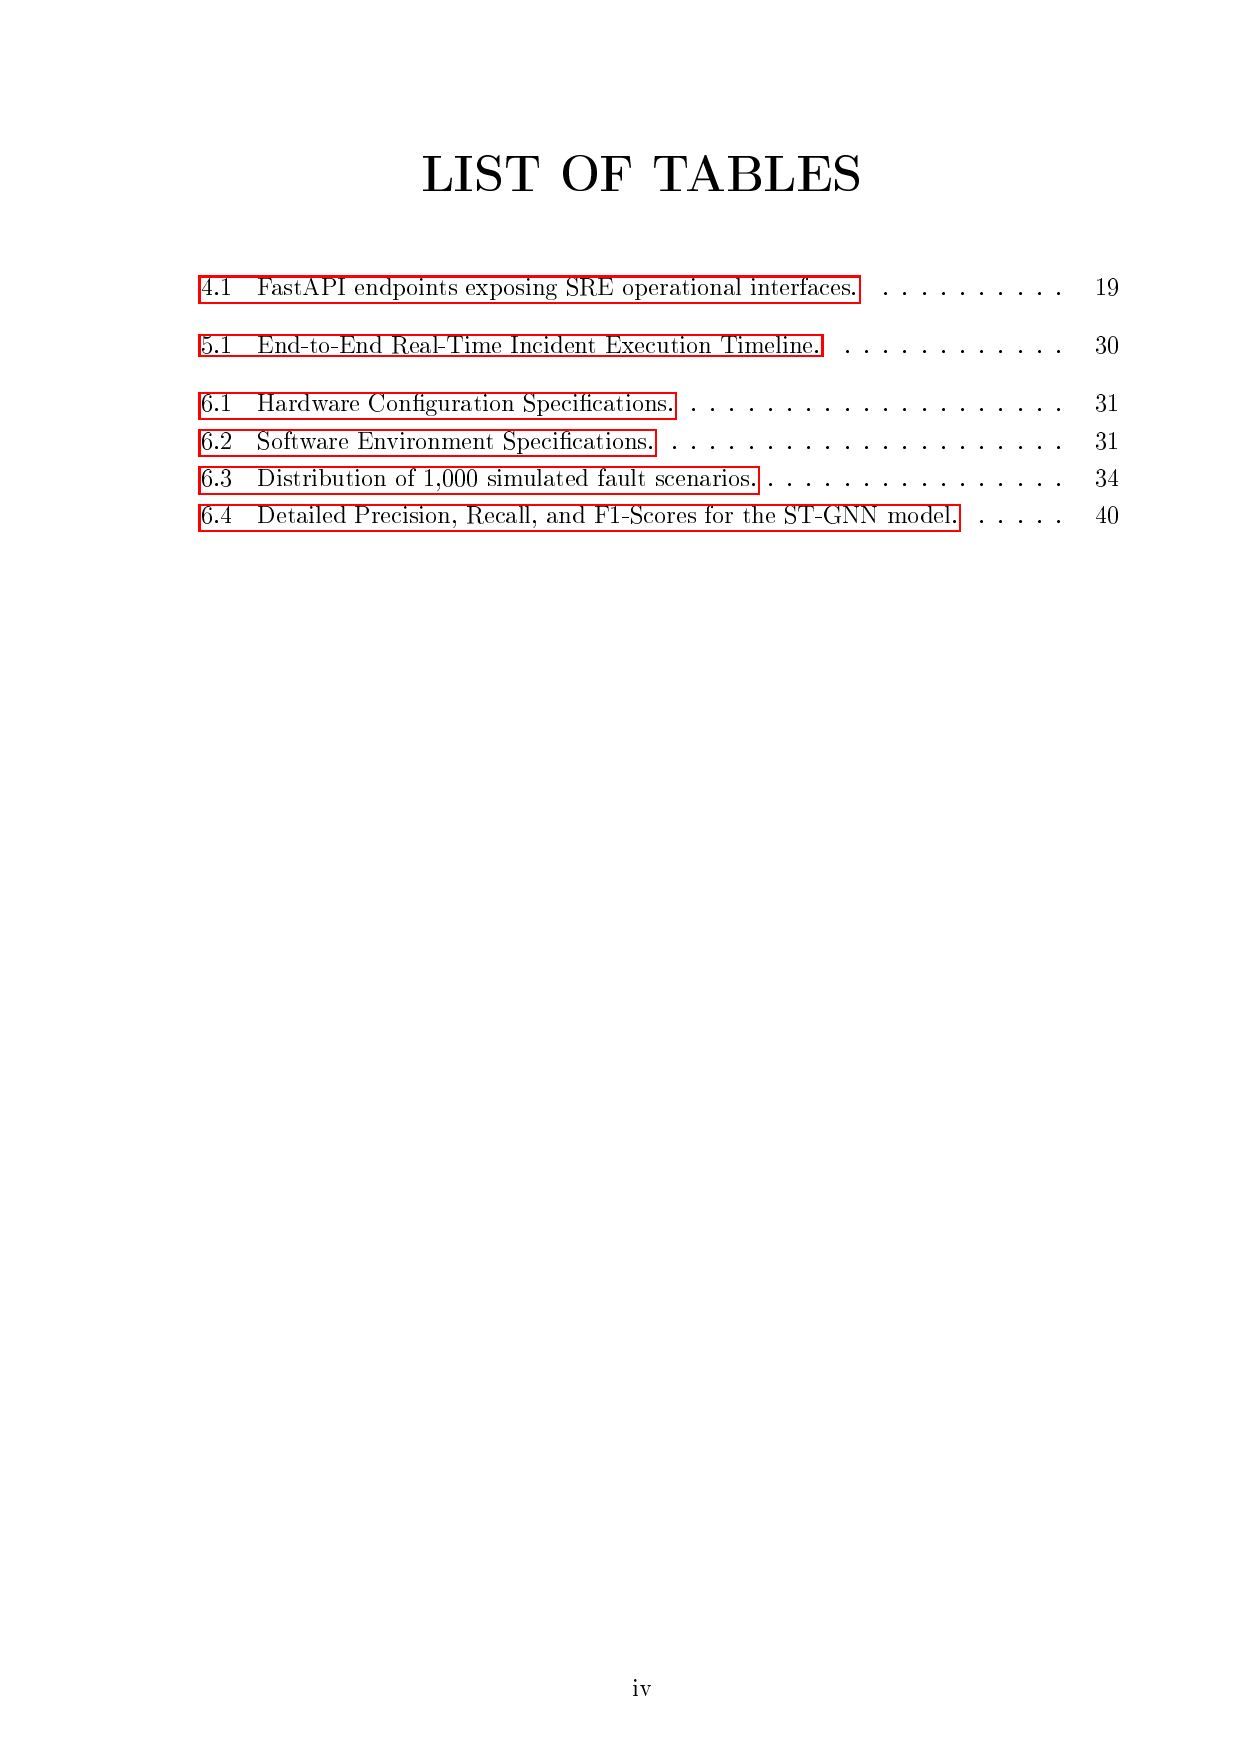 LIST OF TABLES
4.1 FastAPI endpoints exposing SRE operational interfaces. . . . . . . . . . . 19
5.1 End-to-End Real-Time Incident Execution Timeline. . . . . . . . . . . . . 30
6.1 Hardware Configuration Specifications. . . . . . . . . . . . . . . . . . . . . 31
6.2 Software Environment Specifications. . . . . . . . . . . . . . . . . . . . . . 31
6.3 Distribution of 1,000 simulated fault scenarios. . . . . . . . . . . . . . . . . 34
6.4 Detailed Precision, Recall, and F1-Scores for the ST-GNN model. . . . . . 40
iv